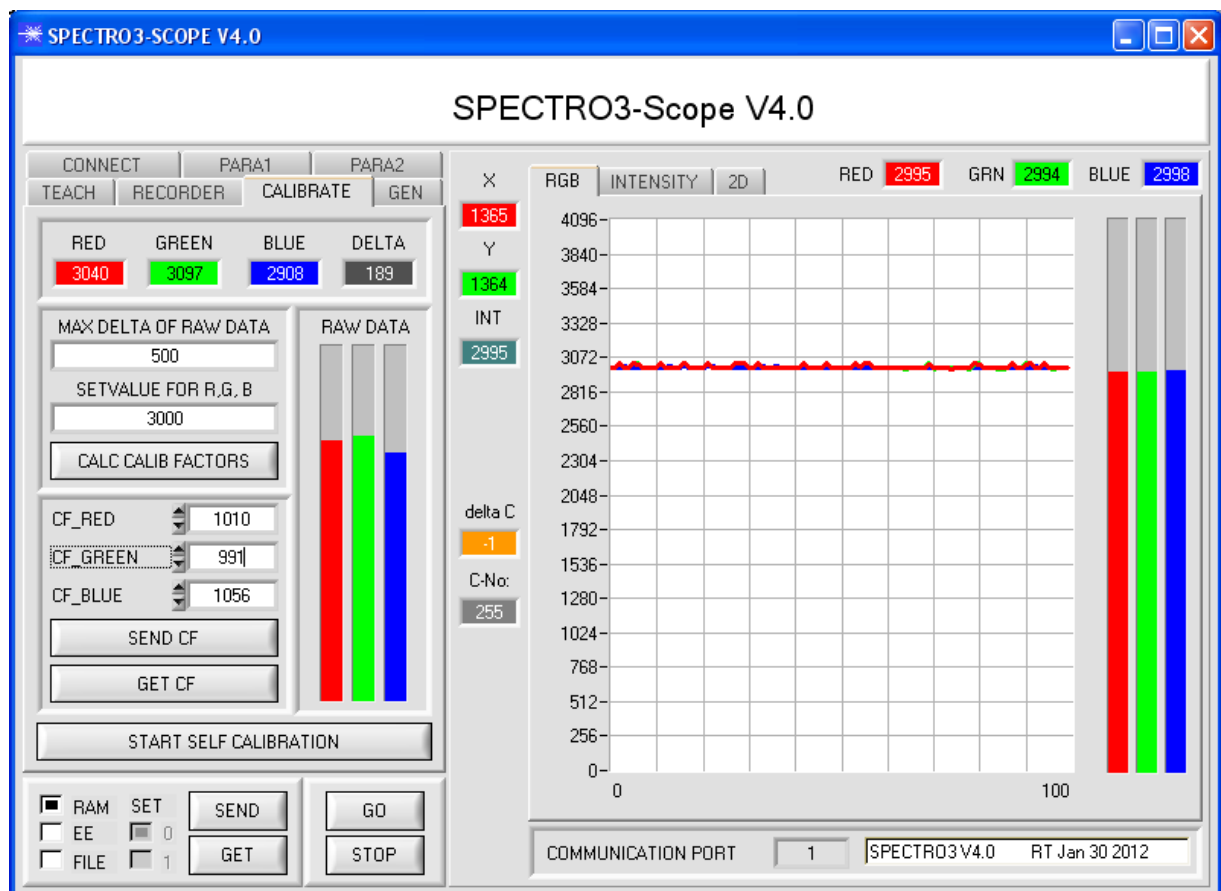 SPECTRO3-SCOPE V4.0
SPECTRO3-Scope V4.0
CONNECT PARA1 PARA2
TEACH RECORDER CALIBRATE GEN
RED GREEN BLUE DELTA
3040 3097 2908 189
MAX DELTA OF RAW DATA
500
SETVALUE FOR R,G, B
3000
CALC CALIB FACTORS
RAW DATA
CF_RED 1010
CF_GREEN 991
CF_BLUE 1056
SEND CF
GET CF
START SELF CALIBRATION
RAM SET
EE 0
FILE 1
SEND
GET
GO
STOP
X
1365
Y
1364
INT
2995
delta C
-1
C-No:
255
RGB INTENSITY 2D
RED 2995 GRN 2994 BLUE 2998
4096
3840
3584
3328
3072
2816
2560
2304
2048
1792
1536
1280
1024
768
512
256
0
0 100
COMMUNICATION PORT 1 SPECTRO3 V4.0 RT Jan 30 2012